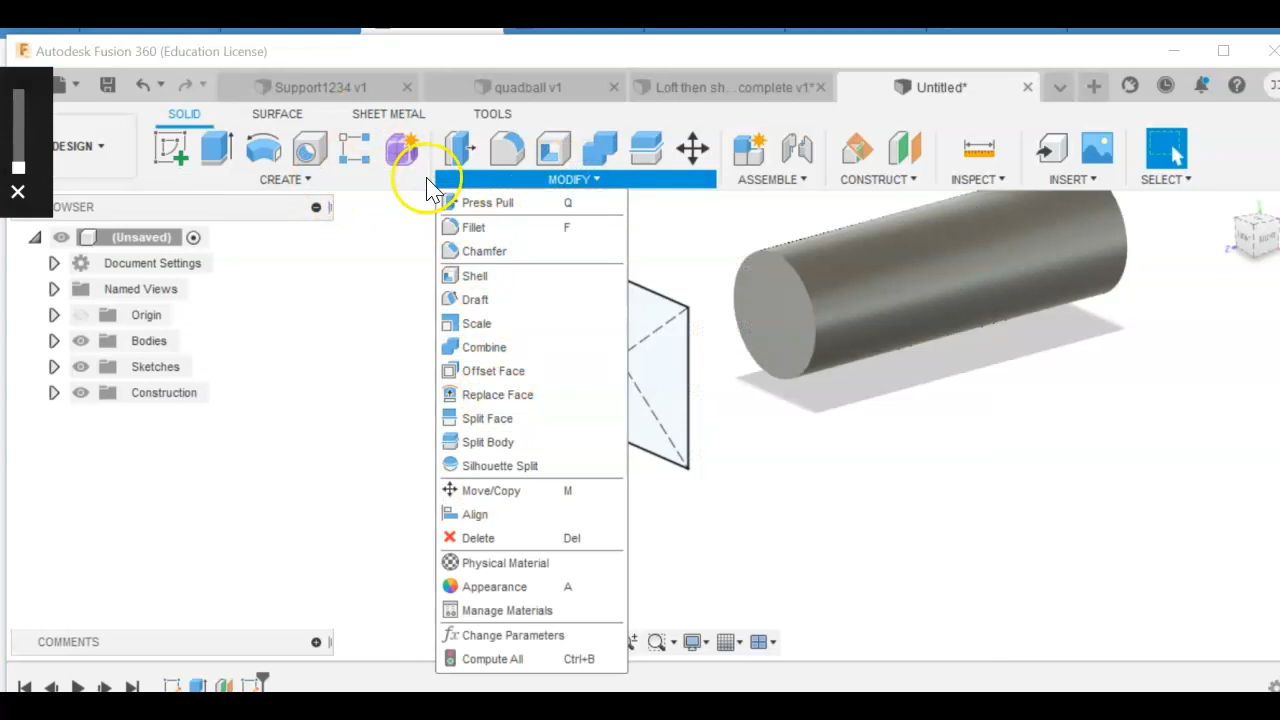 Autodesk Fusion 360 (Education License)
Support1234 v1
quadball v1
Loft then sh... complete v1*
Untitled*
SOLID
SURFACE
SHEET METAL
TOOLS
DESIGN
CREATE
MODIFY
ASSEMBLE
CONSTRUCT
INSPECT
INSERT
SELECT
OWSER
(Unsaved)
Document Settings
Named Views
Origin
Bodies
Sketches
Construction
Press Pull Q
Fillet F
Chamfer
Shell
Draft
Scale
Combine
Offset Face
Replace Face
Split Face
Split Body
Silhouette Split
Move/Copy M
Align
Delete Del
Physical Material
Appearance A
Manage Materials
Change Parameters
Compute All Ctrl+B
COMMENTS